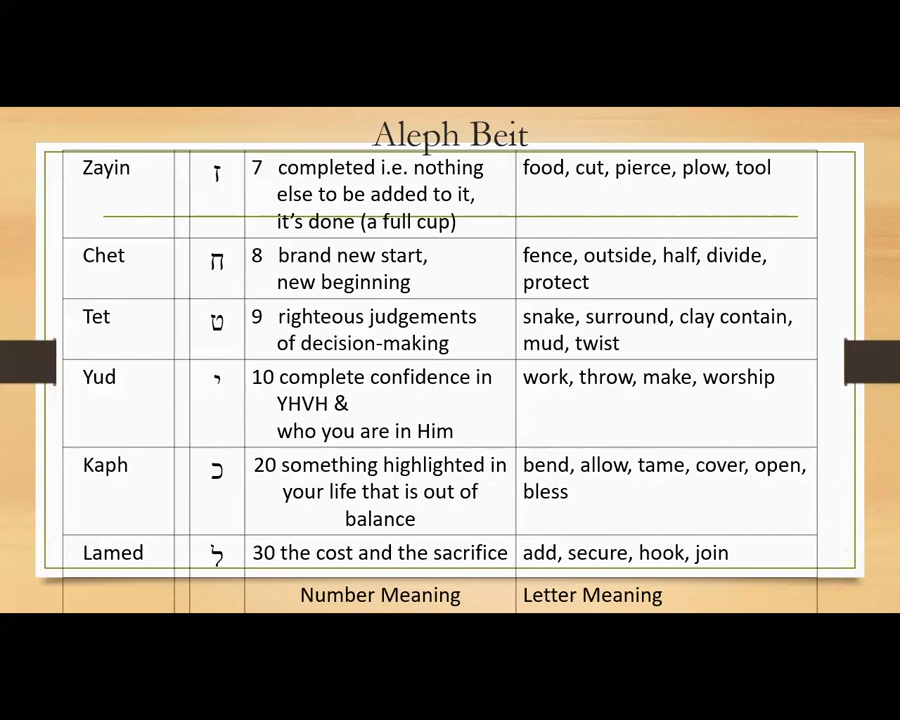 Aleph Beit
Zayin ז 7 completed i.e. nothing food, cut, pierce, plow, tool
else to be added to it,
it’s done (a full cup)
Chet ח 8 brand new start, fence, outside, half, divide,
new beginning protect
Tet ט 9 righteous judgements snake, surround, clay contain,
of decision-making mud, twist
Yud י 10 complete confidence in work, throw, make, worship
YHVH &
who you are in Him
Kaph כ 20 something highlighted in bend, allow, tame, cover, open,
your life that is out of bless
balance
Lamed ל 30 the cost and the sacrifice add, secure, hook, join
Number Meaning Letter Meaning